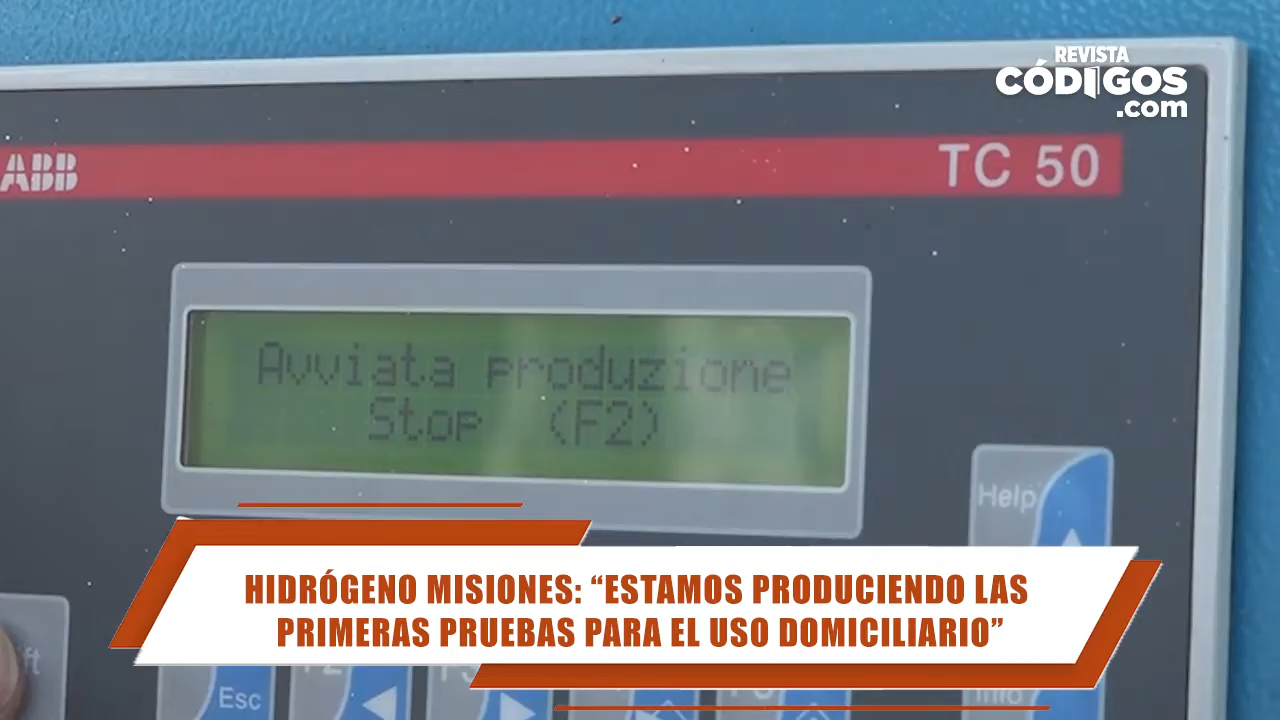 REVISTA
CÓDIGOS
.com
ABB
TC 50
Avviata produzione
Stop (F2)
Help
HIDRÓGENO MISIONES: “ESTAMOS PRODUCIENDO LAS
PRIMERAS PRUEBAS PARA EL USO DOMICILIARIO”
Esc
Info